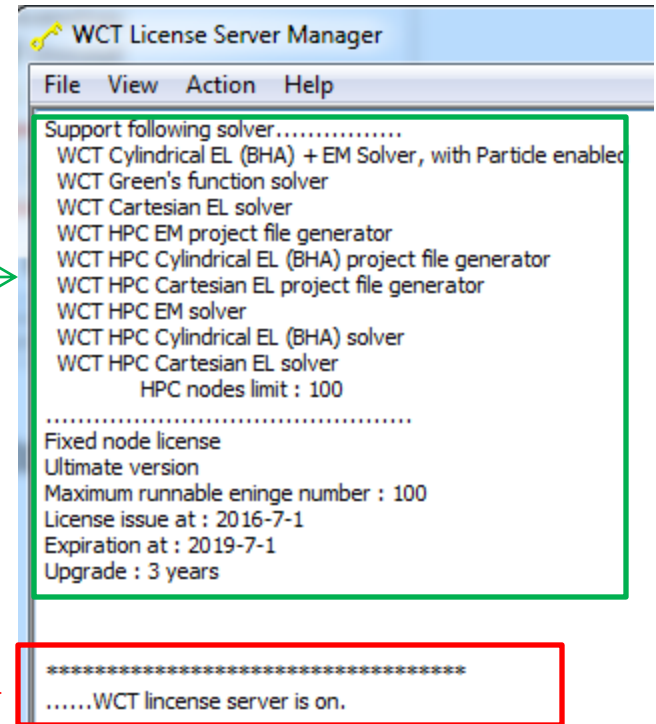 WCT License Server Manager
File View Action Help
Support following solver................
WCT Cylindrical EL (BHA) + EM Solver, with Particle enabled
WCT Green's function solver
WCT Cartesian EL solver
WCT HPC EM project file generator
WCT HPC Cylindrical EL (BHA) project file generator
WCT HPC Cartesian EL project file generator
WCT HPC EM solver
WCT HPC Cylindrical EL (BHA) solver
WCT HPC Cartesian EL solver
HPC nodes limit : 100
..............................................
Fixed node license
Ultimate version
Maximum runnable eninge number : 100
License issue at : 2016-7-1
Expiration at : 2019-7-1
Upgrade : 3 years
***********************************
......WCT lincense server is on.